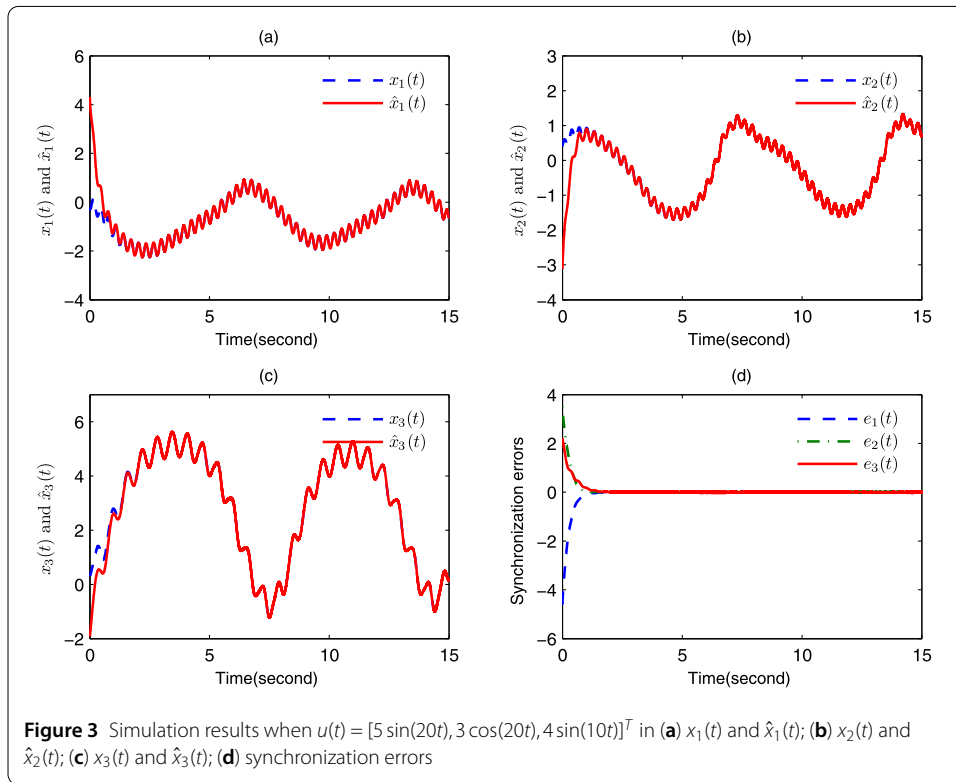 (a)
6
4
2
0
−2
−4
0 5 10 15
x₁(t) and x̂₁(t)
Time(second)
x₁(t)
x̂₁(t)
(b)
3
2
1
0
−1
−2
−3
−4
0 5 10 15
x₂(t) and x̂₂(t)
Time(second)
x₂(t)
x̂₂(t)
(c)
6
4
2
0
−2
0 5 10 15
x₃(t) and x̂₃(t)
Time(second)
x₃(t)
x̂₃(t)
(d)
4
2
0
−2
−4
−6
0 5 10 15
Synchronization errors
Time(second)
e₁(t)
e₂(t)
e₃(t)
Figure 3 Simulation results when u(t) = [5 sin(20t), 3 cos(20t), 4 sin(10t)]ᵀ in (a) x₁(t) and x̂₁(t); (b) x₂(t) and
x̂₂(t); (c) x₃(t) and x̂₃(t); (d) synchronization errors